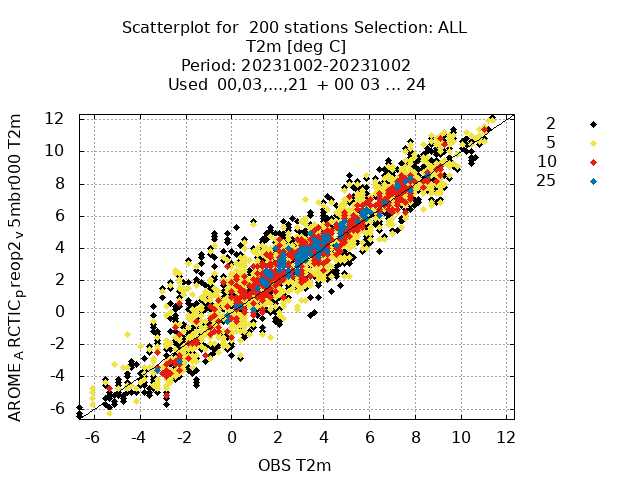 Scatterplot for  200 stations Selection: ALL
T2m [deg C]
Period: 20231002-20231002
Used  00,03,...,21  + 00 03 ... 24
AROME_ARCTIC_preop2_v5mbr000 T2m
12
10
8
6
4
2
0
-2
-4
-6
-6 -4 -2 0 2 4 6 8 10 12
OBS T2m
2
5
10
25